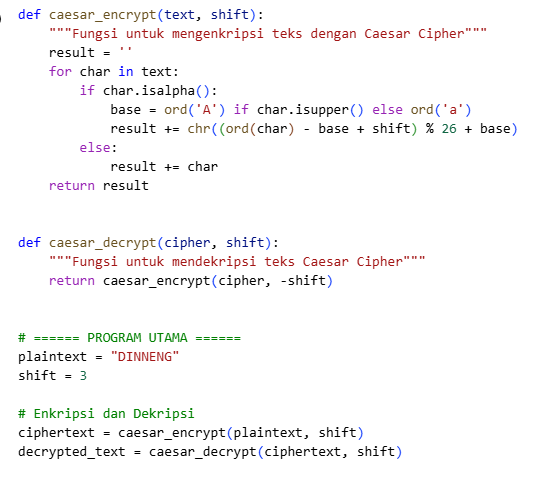 def caesar_encrypt(text, shift):
    """Fungsi untuk mengenkripsi teks dengan Caesar Cipher"""
    result = ''
    for char in text:
        if char.isalpha():
            base = ord('A') if char.isupper() else ord('a')
            result += chr((ord(char) - base + shift) % 26 + base)
        else:
            result += char
    return result
def caesar_decrypt(cipher, shift):
    """Fungsi untuk mendekripsi teks Caesar Cipher"""
    return caesar_encrypt(cipher, -shift)
# ====== PROGRAM UTAMA ======
plaintext = "DINNENG"
shift = 3
# Enkripsi dan Dekripsi
ciphertext = caesar_encrypt(plaintext, shift)
decrypted_text = caesar_decrypt(ciphertext, shift)